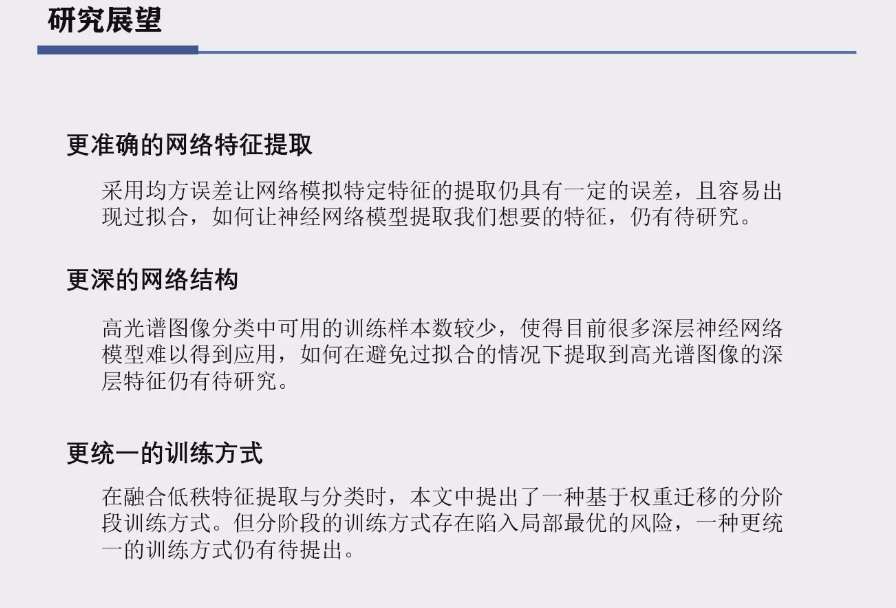 研究展望
更准确的网络特征提取
采用均方误差让网络模拟特定特征的提取仍具有一定的误差，且容易出
现过拟合，如何让神经网络模型提取我们想要的特征，仍有待研究。
更深的网络结构
高光谱图像分类中可用的训练样本数较少，使得目前很多深层神经网络
模型难以得到应用，如何在避免过拟合的情况下提取到高光谱图像的深
层特征仍有待研究。
更统一的训练方式
在融合低秩特征提取与分类时，本文中提出了一种基于权重迁移的分阶
段训练方式。但分阶段的训练方式存在陷入局部最优的风险，一种更统
一的训练方式仍有待提出。